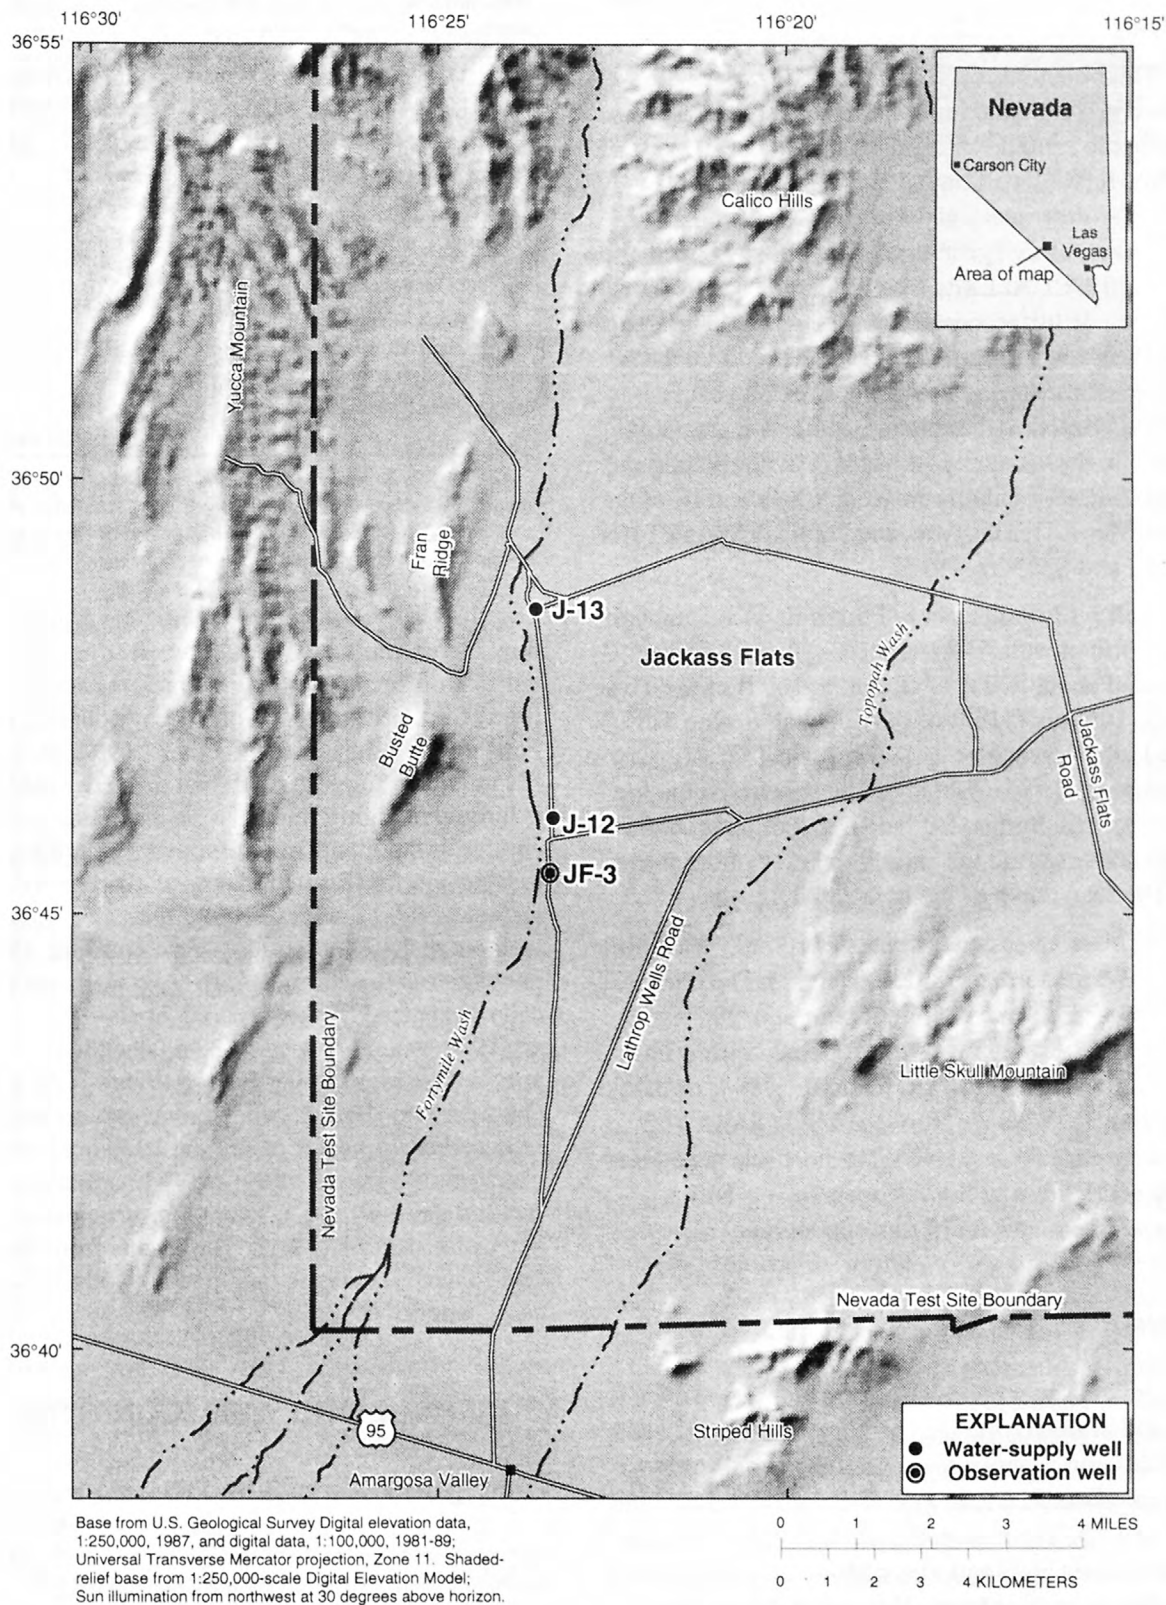 116°30'
116°25'
116°20'
116°15'
36°55'
Nevada
Carson City
Las
Vegas
Area of map
Calico Hills
Yucca Mountain
36°50'
Fran
Ridge
J-13
Jackass Flats
Topopah Wash
Busted
Butte
Jackass Flats
Road
J-12
JF-3
36°45'
Lathrop Wells Road
Fortymile Wash
Nevada Test Site Boundary
Little Skull Mountain
Nevada Test Site Boundary
36°40'
95
Striped Hills
Amargosa Valley
EXPLANATION
Water-supply well
Observation well
Base from U.S. Geological Survey Digital elevation data,
1:250,000, 1987, and digital data, 1:100,000, 1981-89;
Universal Transverse Mercator projection, Zone 11. Shaded-
relief base from 1:250,000-scale Digital Elevation Model;
Sun illumination from northwest at 30 degrees above horizon.
0 1 2 3 4 MILES
0 1 2 3 4 KILOMETERS